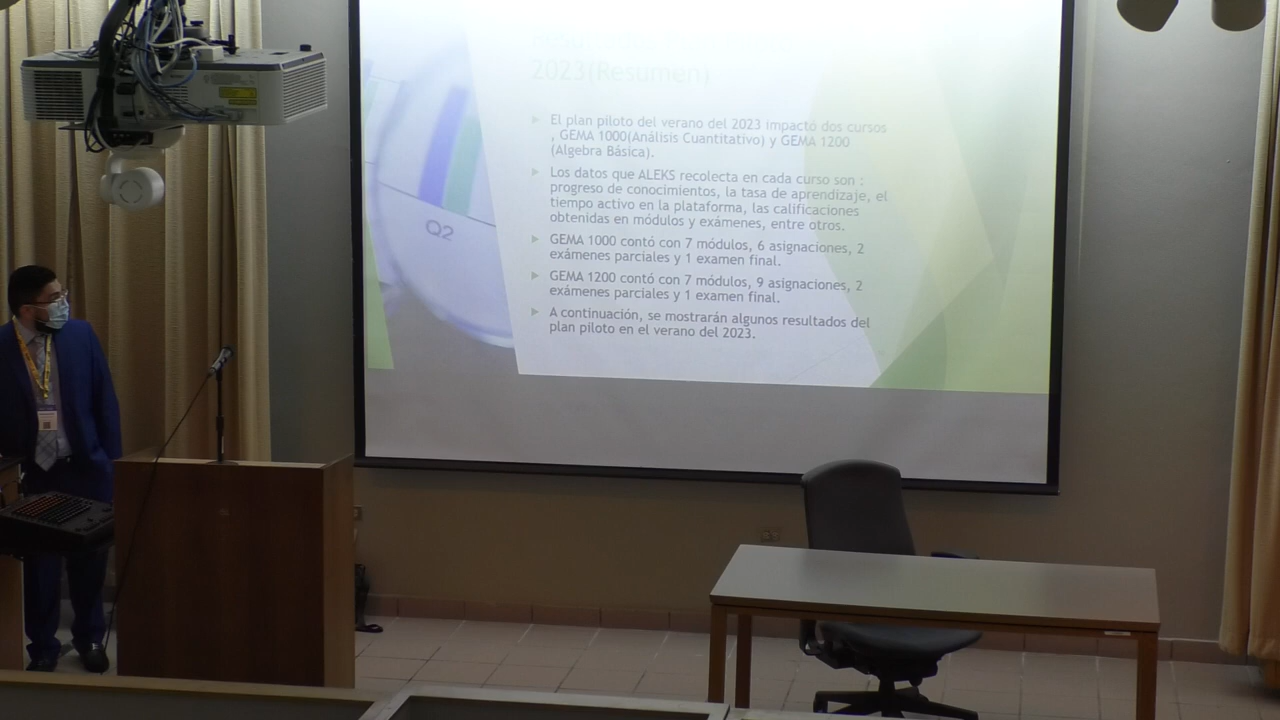 2023(Resumen)
El plan piloto del verano del 2023 impactó dos cursos
, GEMA 1000(Análisis Cuantitativo) y GEMA 1200
(Algebra Básica).
Los datos que ALEKS recolecta en cada curso son :
progreso de conocimientos, la tasa de aprendizaje, el
tiempo activo en la plataforma, las calificaciones
obtenidas en módulos y exámenes, entre otros.
GEMA 1000 contó con 7 módulos, 6 asignaciones, 2
exámenes parciales y 1 examen final.
GEMA 1200 contó con 7 módulos, 9 asignaciones, 2
exámenes parciales y 1 examen final.
A continuación, se mostrarán algunos resultados del
plan piloto en el verano del 2023.
Q2